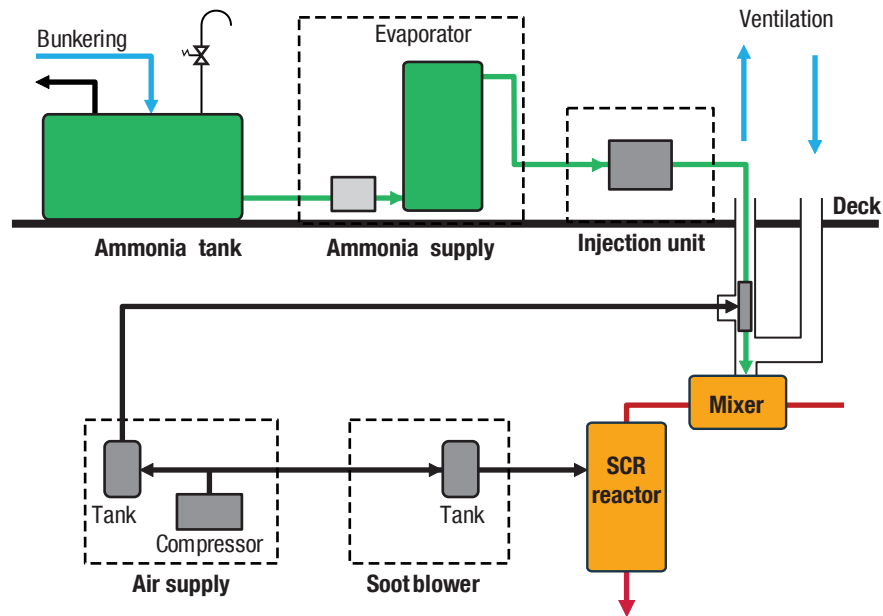 Bunkering
Evaporator
Ventilation
Deck
Ammonia tank
Ammonia supply
Injection unit
Mixer
SCR
reactor
Tank
Compressor
Tank
Air supply
Soot blower